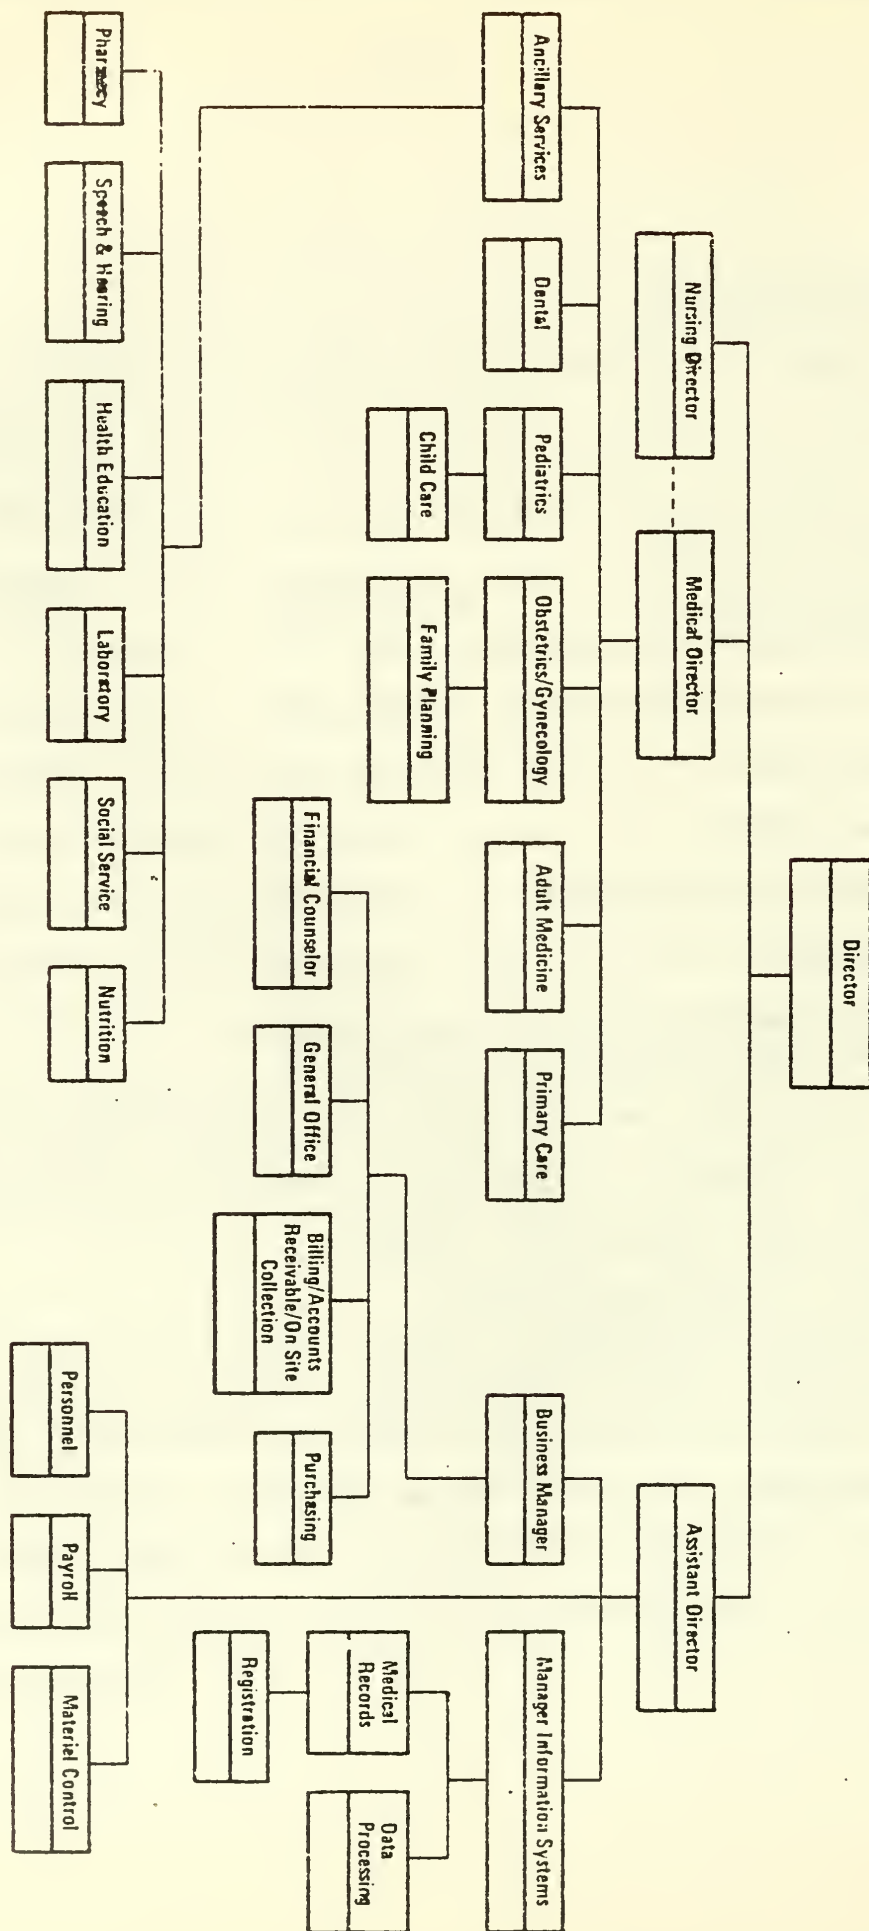 Director
Nursing Director
Medical Director
Assistant Director
Ancillary Services
Dental
Pediatrics
Obstetrics/Gynecology
Adult Medicine
Primary Care
Business Manager
Manager Information Systems
Child Care
Family Planning
Medical
Records
Data
Processing
Financial Counselor
General Office
Billing/Accounts
Receivable/On Site
Collection
Purchasing
Registration
Pharmacy
Speech & Hearing
Health Education
Laboratory
Social Service
Nutrition
Personnel
Payroll
Materiel Control